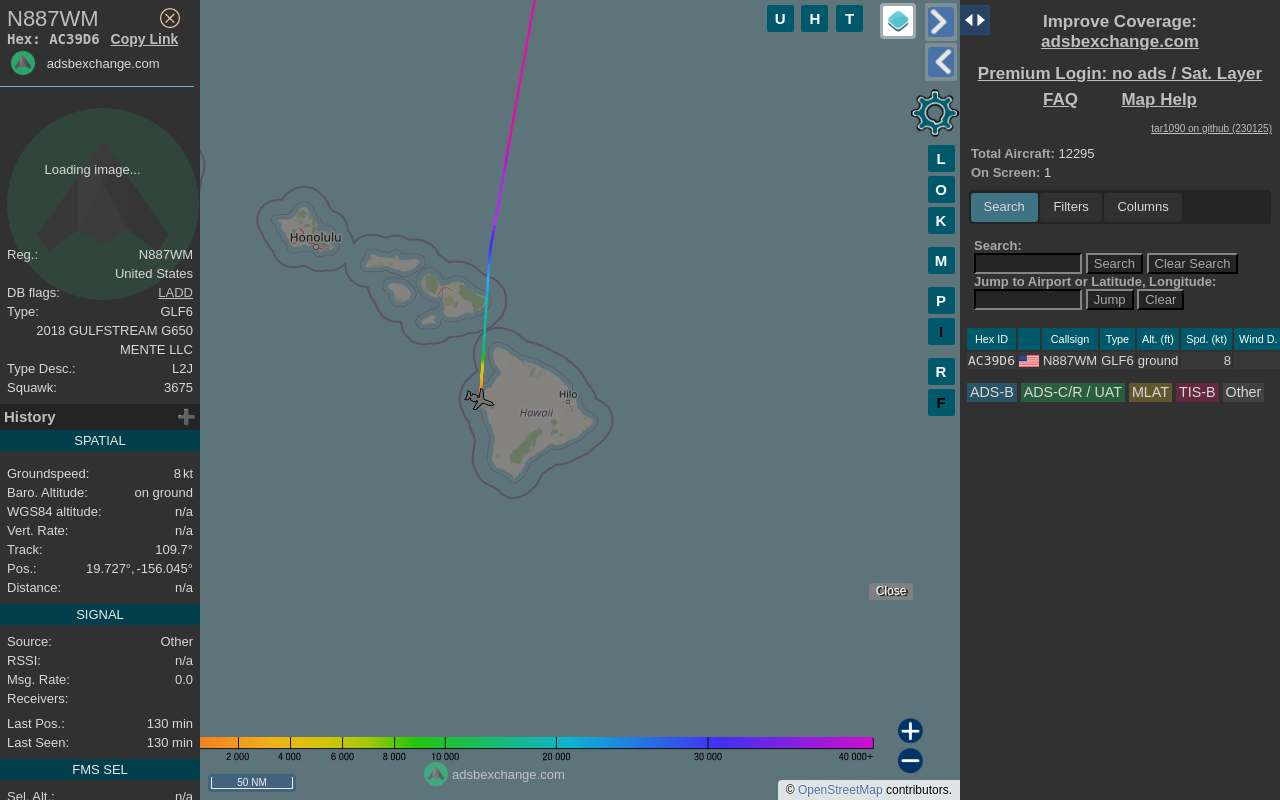 N887WM
Hex: AC39D6 Copy Link
adsbexchange.com
Loading image...
Reg.: N887WM
United States
DB flags: LADD
Type: GLF6
2018 GULFSTREAM G650
MENTE LLC
Type Desc.: L2J
Squawk: 3675
History
SPATIAL
Groundspeed: 8 kt
Baro. Altitude: on ground
WGS84 altitude: n/a
Vert. Rate: n/a
Track: 109.7°
Pos.: 19.727°, -156.045°
Distance: n/a
SIGNAL
Source: Other
RSSI: n/a
Msg. Rate: 0.0
Receivers:
Last Pos.: 130 min
Last Seen: 130 min
FMS SEL
Sel. Alt.: n/a
U H T
L
O
K
M
P
I
R
F
Honolulu
Hilo
Hawaii
Close
2 000 4 000 6 000 8 000 10 000 20 000 30 000 40 000+
50 NM
adsbexchange.com
© OpenStreetMap contributors.
Improve Coverage:
adsbexchange.com
Premium Login: no ads / Sat. Layer
FAQ Map Help
tar1090 on github (230125)
Total Aircraft: 12295
On Screen: 1
Search Filters Columns
Search:
Search Clear Search
Jump to Airport or Latitude, Longitude:
Jump Clear
Hex ID Callsign Type Alt. (ft) Spd. (kt) Wind D.
AC39D6 N887WM GLF6 ground 8
ADS-B ADS-C/R / UAT MLAT TIS-B Other